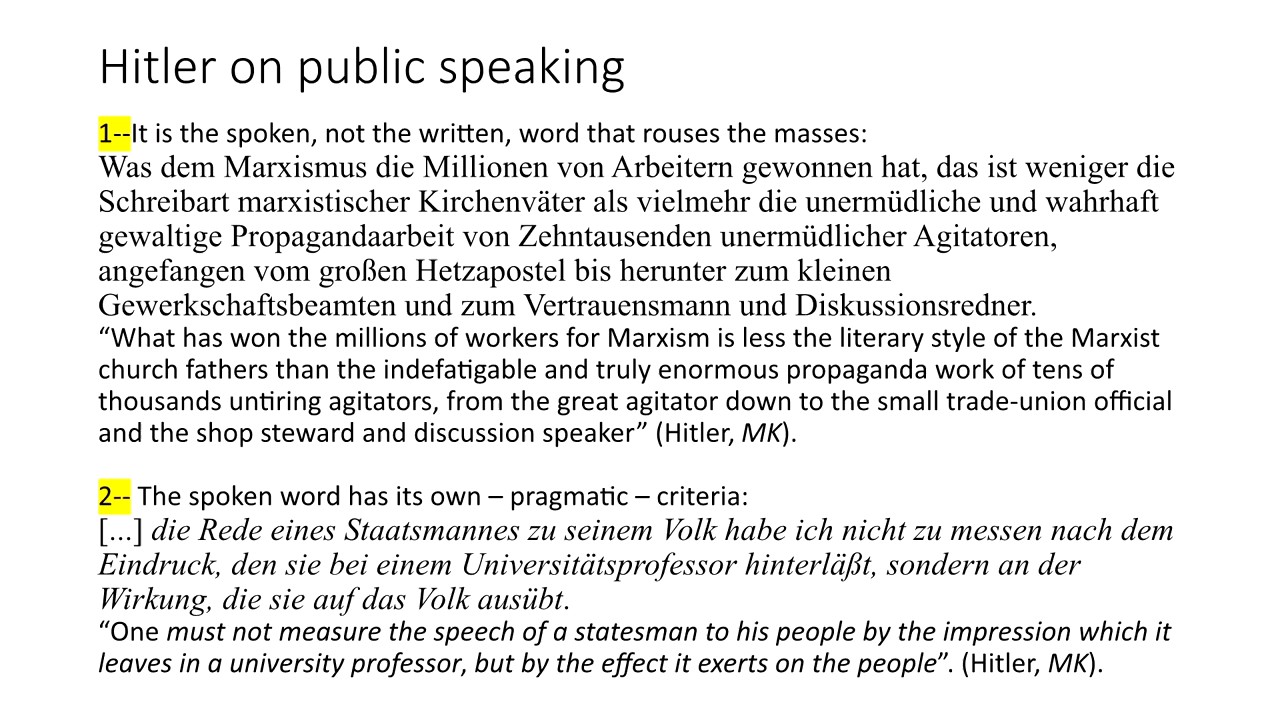 Hitler on public speaking
1--It is the spoken, not the written, word that rouses the masses:
Was dem Marxismus die Millionen von Arbeitern gewonnen hat, das ist weniger die
Schreibart marxistischer Kirchenväter als vielmehr die unermüdliche und wahrhaft
gewaltige Propagandaarbeit von Zehntausenden unermüdlicher Agitatoren,
angefangen vom großen Hetzapostel bis herunter zum kleinen
Gewerkschaftsbeamten und zum Vertrauensmann und Diskussionsredner.
“What has won the millions of workers for Marxism is less the literary style of the Marxist
church fathers than the indefatigable and truly enormous propaganda work of tens of
thousands untiring agitators, from the great agitator down to the small trade-union official
and the shop steward and discussion speaker” (Hitler, MK).
2-- The spoken word has its own – pragmatic – criteria:
[...] die Rede eines Staatsmannes zu seinem Volk habe ich nicht zu messen nach dem
Eindruck, den sie bei einem Universitätsprofessor hinterläßt, sondern an der
Wirkung, die sie auf das Volk ausübt.
“One must not measure the speech of a statesman to his people by the impression which it
leaves in a university professor, but by the effect it exerts on the people”. (Hitler, MK).